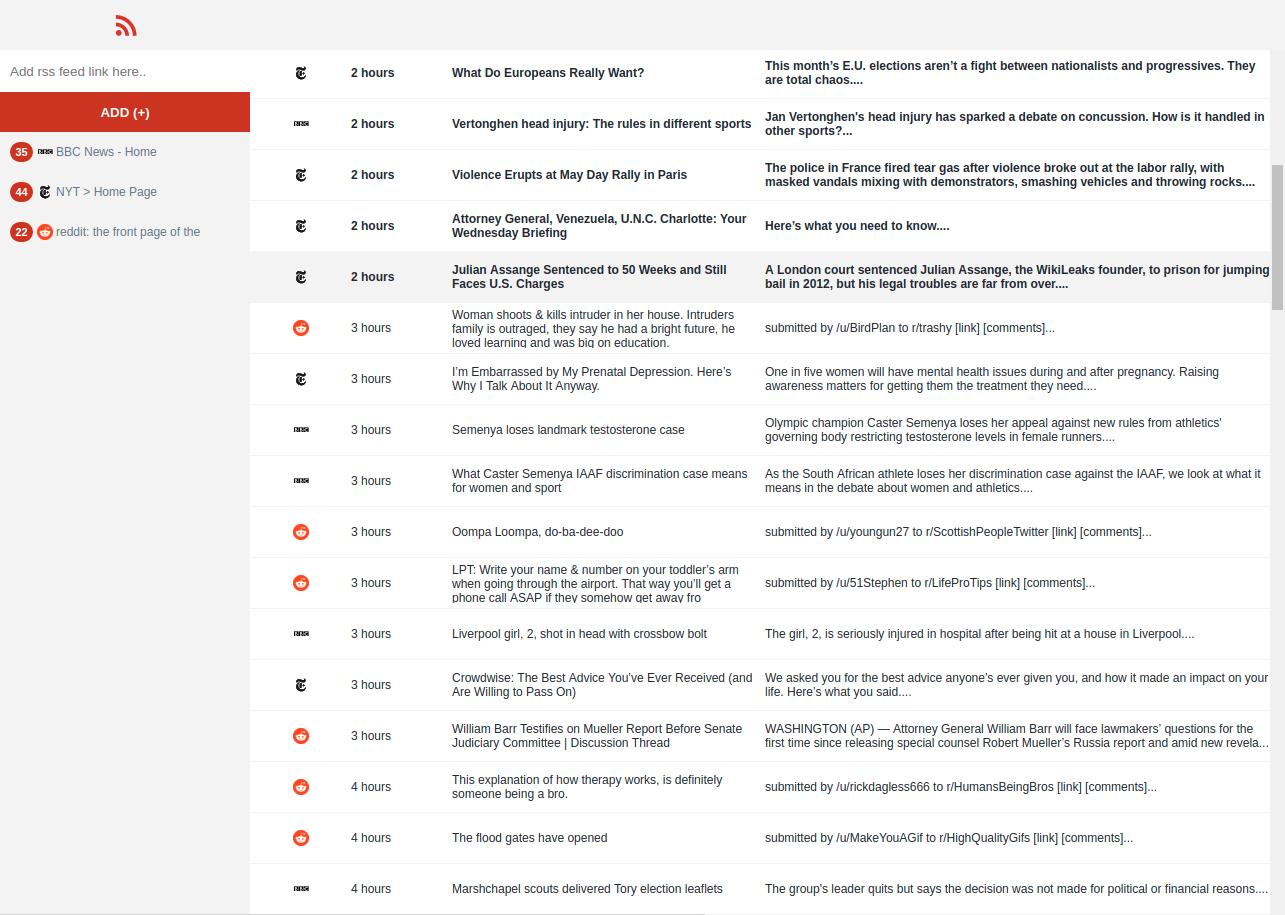 Add rss feed link here..
ADD (+)
35 BBC News - Home
44 NYT > Home Page
22 reddit: the front page of the
2 hours
What Do Europeans Really Want?
This month’s E.U. elections aren’t a fight between nationalists and progressives. They
are total chaos....
BBC
2 hours
Vertonghen head injury: The rules in different sports
Jan Vertonghen's head injury has sparked a debate on concussion. How is it handled in
other sports?...
2 hours
Violence Erupts at May Day Rally in Paris
The police in France fired tear gas after violence broke out at the labor rally, with
masked vandals mixing with demonstrators, smashing vehicles and throwing rocks....
2 hours
Attorney General, Venezuela, U.N.C. Charlotte: Your
Wednesday Briefing
Here’s what you need to know....
2 hours
Julian Assange Sentenced to 50 Weeks and Still
Faces U.S. Charges
A London court sentenced Julian Assange, the WikiLeaks founder, to prison for jumping
bail in 2012, but his legal troubles are far from over....
3 hours
Woman shoots & kills intruder in her house. Intruders
family is outraged, they say he had a bright future, he
loved learning and was big on education.
submitted by /u/BirdPlan to r/trashy [link] [comments]...
3 hours
I’m Embarrassed by My Prenatal Depression. Here’s
Why I Talk About It Anyway.
One in five women will have mental health issues during and after pregnancy. Raising
awareness matters for getting them the treatment they need....
BBC
3 hours
Semenya loses landmark testosterone case
Olympic champion Caster Semenya loses her appeal against new rules from athletics'
governing body restricting testosterone levels in female runners....
BBC
3 hours
What Caster Semenya IAAF discrimination case means
for women and sport
As the South African athlete loses her discrimination case against the IAAF, we look at what it
means in the debate about women and athletics....
3 hours
Oompa Loompa, do-ba-dee-doo
submitted by /u/youngun27 to r/ScottishPeopleTwitter [link] [comments]...
3 hours
LPT: Write your name & number on your toddler’s arm
when going through the airport. That way you’ll get a
phone call ASAP if they somehow get away fro
submitted by /u/51Stephen to r/LifeProTips [link] [comments]...
BBC
3 hours
Liverpool girl, 2, shot in head with crossbow bolt
The girl, 2, is seriously injured in hospital after being hit at a house in Liverpool....
3 hours
Crowdwise: The Best Advice You’ve Ever Received (and
Are Willing to Pass On)
We asked you for the best advice anyone’s ever given you, and how it made an impact on your
life. Here’s what you said....
3 hours
William Barr Testifies on Mueller Report Before Senate
Judiciary Committee | Discussion Thread
WASHINGTON (AP) — Attorney General William Barr will face lawmakers’ questions for the
first time since releasing special counsel Robert Mueller’s Russia report and amid new revela...
4 hours
This explanation of how therapy works, is definitely
someone being a bro.
submitted by /u/rickdagless666 to r/HumansBeingBros [link] [comments]...
4 hours
The flood gates have opened
submitted by /u/MakeYouAGif to r/HighQualityGifs [link] [comments]...
BBC
4 hours
Marshchapel scouts delivered Tory election leaflets
The group's leader quits but says the decision was not made for political or financial reasons....